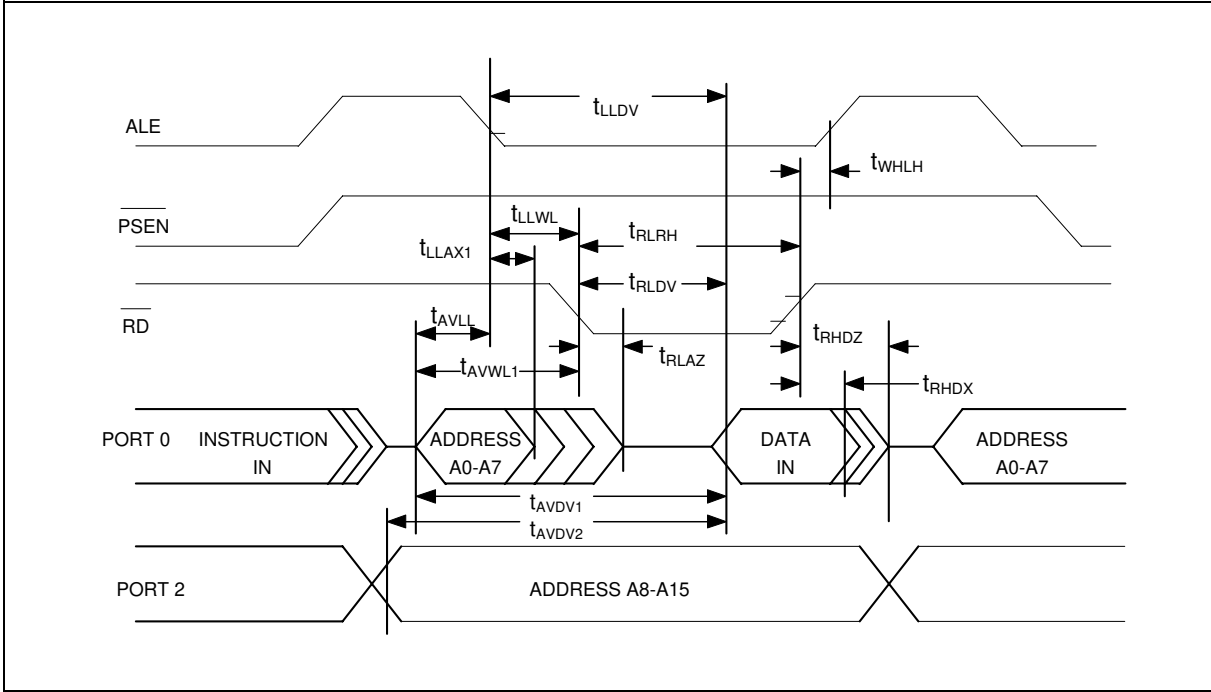 tLLDV
ALE
tWHLH
PSEN
tLLWL
tRLRH
tLLAX1
tRLDV
RD
tAVLL
tRHDZ
tRLAZ
tAVWL1
tRHDX
PORT 0
INSTRUCTION
IN
ADDRESS
A0-A7
DATA
IN
ADDRESS
A0-A7
tAVDV1
tAVDV2
PORT 2
ADDRESS A8-A15